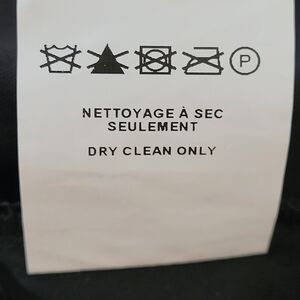 P
NETTOYAGE À SEC
SEULEMENT
DRY CLEAN ONLY